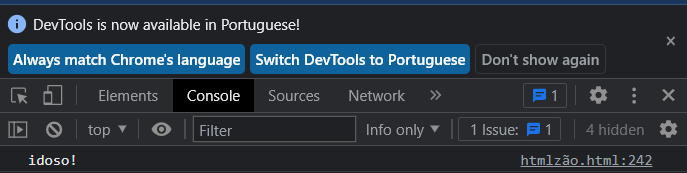 DevTools is now available in Portuguese!
Always match Chrome's language Switch DevTools to Portuguese Don't show again
Elements Console Sources Network 1
top Filter Info only 1 Issue: 1 4 hidden
idoso! htmlzão.html:242